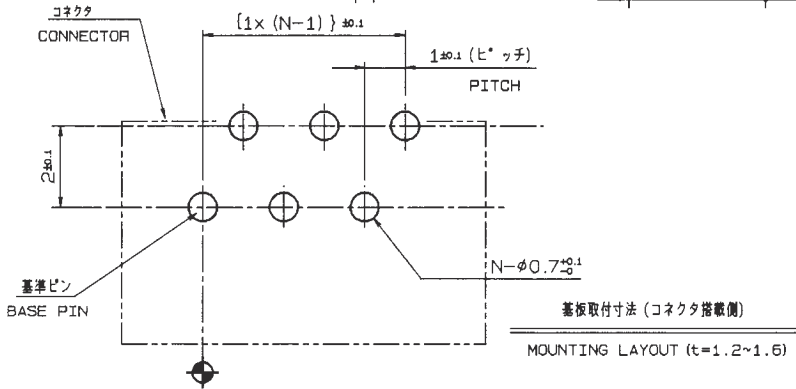 コネクタ
CONNECTOR
{1× (N-1) } ±0.1
1±0.1 (ピッチ)
PITCH
2±0.1
N-φ0.7 +0.1 -0
基準ピン
BASE PIN
基板取付寸法 (コネクタ搭載側)
MOUNTING LAYOUT (t=1.2~1.6)